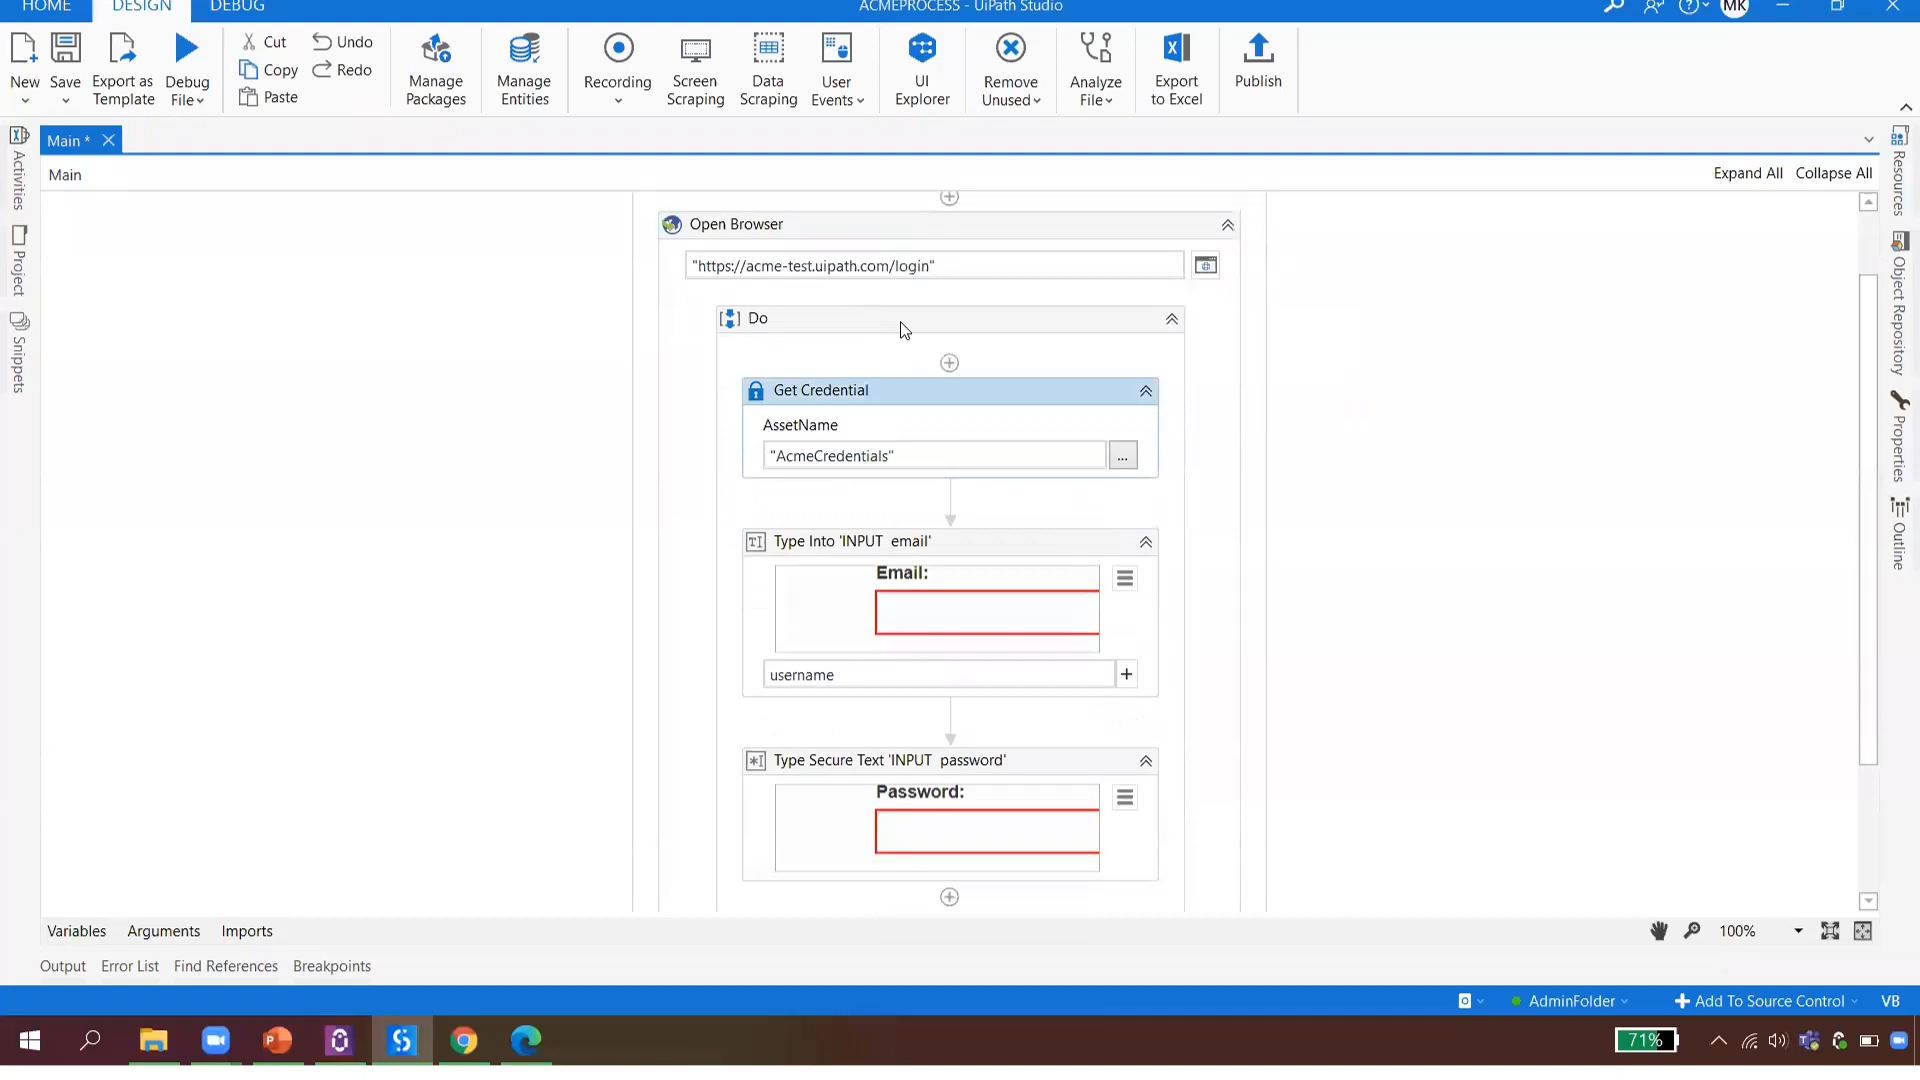 HOME DESIGN DEBUG ACMEPROCESS - UiPath Studio MK
New Save Export as Template Debug File Cut Copy Paste Undo Redo Manage Packages Manage Entities Recording Screen Scraping Data Scraping User Events UI Explorer Remove Unused Analyze File Export to Excel Publish
Main *
Main Expand All Collapse All
Activities
Project
Snippets
Resources
Object Repository
Properties
Outline
Open Browser
"https://acme-test.uipath.com/login"
Do
Get Credential
AssetName
"AcmeCredentials" ...
Type Into 'INPUT email'
Email:
username
Type Secure Text 'INPUT password'
Password:
Variables Arguments Imports 100%
Output Error List Find References Breakpoints
AdminFolder Add To Source Control VB
71%